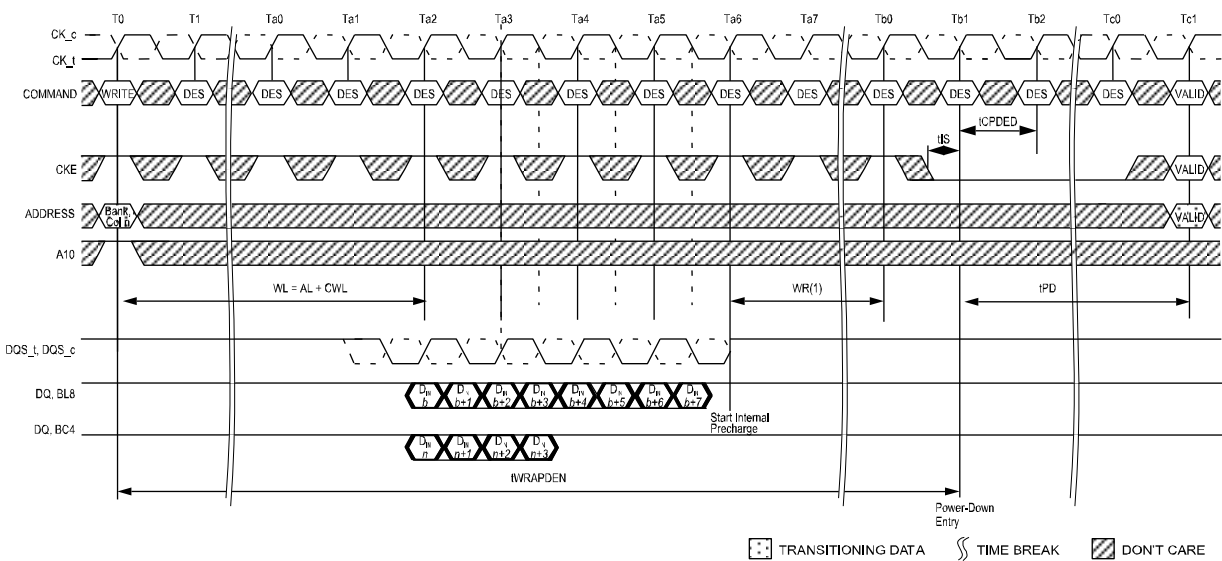 T0 T1 Ta0 Ta1 Ta2 Ta3 Ta4 Ta5 Ta6 Ta7 Tb0 Tb1 Tb2 Tc0 Tc1
CK_c
CK_t
COMMAND WRITE DES DES DES DES DES DES DES DES DES DES DES DES DES VALID
tCPDED
tIS
CKE VALID
ADDRESS Bank, Col n VALID
A10
WL = AL + CWL WR(1) tPD
DQS_t, DQS_c
DQ, BL8 DIN b DIN b+1 DIN b+2 DIN b+3 DIN b+4 DIN b+5 DIN b+6 DIN b+7
Start Internal
Precharge
DQ, BC4 DIN n DIN n+1 DIN n+2 DIN n+3
tWRAPDEN
Power-Down
Entry
TRANSITIONING DATA TIME BREAK DON'T CARE